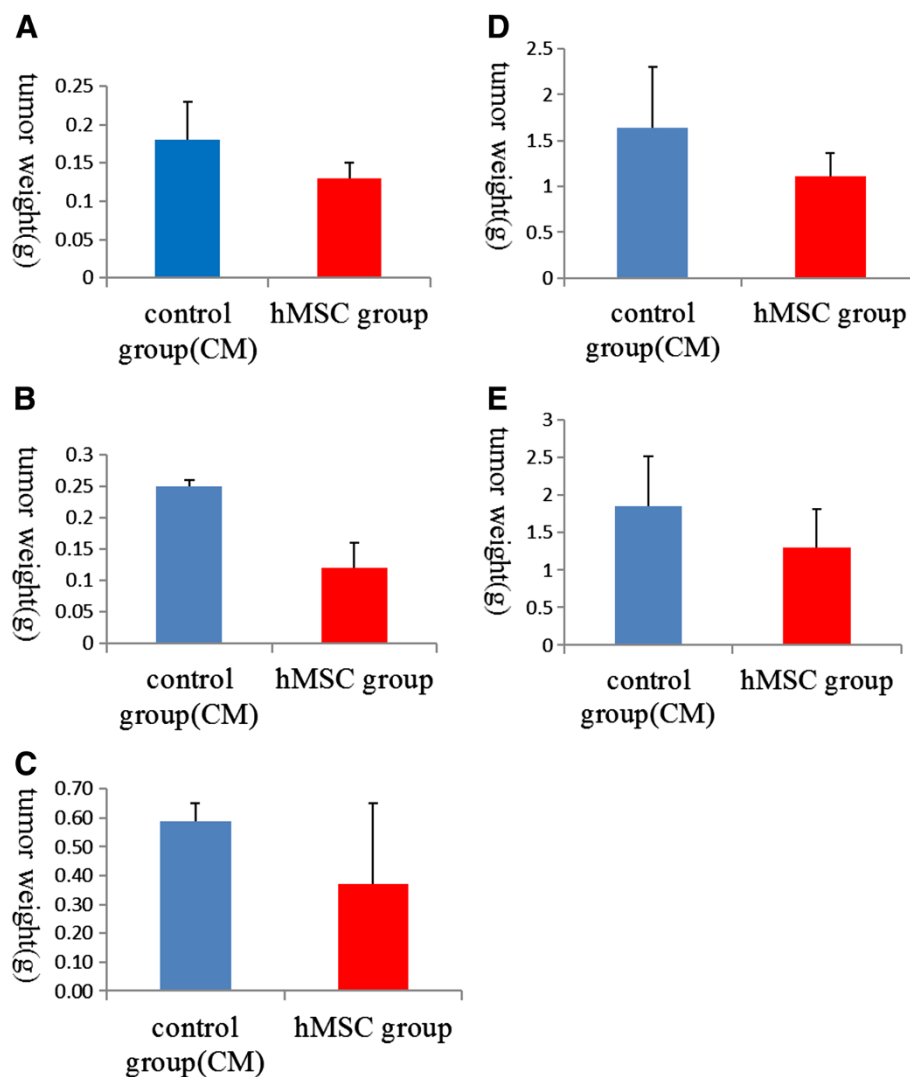 A
tumor weight(g)
0.25
0.2
0.15
0.1
0.05
0
control
group(CM)
hMSC group
B
tumor weight(g)
0.3
0.25
0.2
0.15
0.1
0.05
0
control
group(CM)
hMSC group
C
tumor weight(g)
0.70
0.60
0.50
0.40
0.30
0.20
0.10
0.00
control
group(CM)
hMSC group
D
tumor weight(g)
2.5
2
1.5
1
0.5
0
control
group(CM)
hMSC group
E
tumor weight(g)
3
2.5
2
1.5
1
0.5
0
control
group(CM)
hMSC group